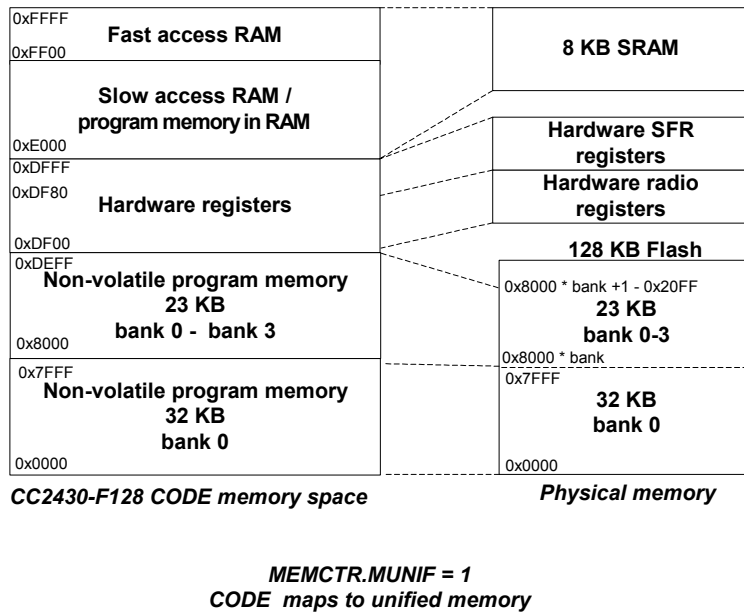 0xFFFF
Fast access RAM
0xFF00
Slow access RAM /
program memory in RAM
0xE000
0xDFFF
0xDF80
Hardware registers
0xDF00
0xDEFF
Non-volatile program memory
23 KB
bank 0 - bank 3
0x8000
0x7FFF
Non-volatile program memory
32 KB
bank 0
0x0000
CC2430-F128 CODE memory space
8 KB SRAM
Hardware SFR
registers
Hardware radio
registers
128 KB Flash
0x8000 * bank +1 - 0x20FF
23 KB
bank 0-3
0x8000 * bank
0x7FFF
32 KB
bank 0
0x0000
Physical memory
MEMCTR.MUNIF = 1
CODE maps to unified memory